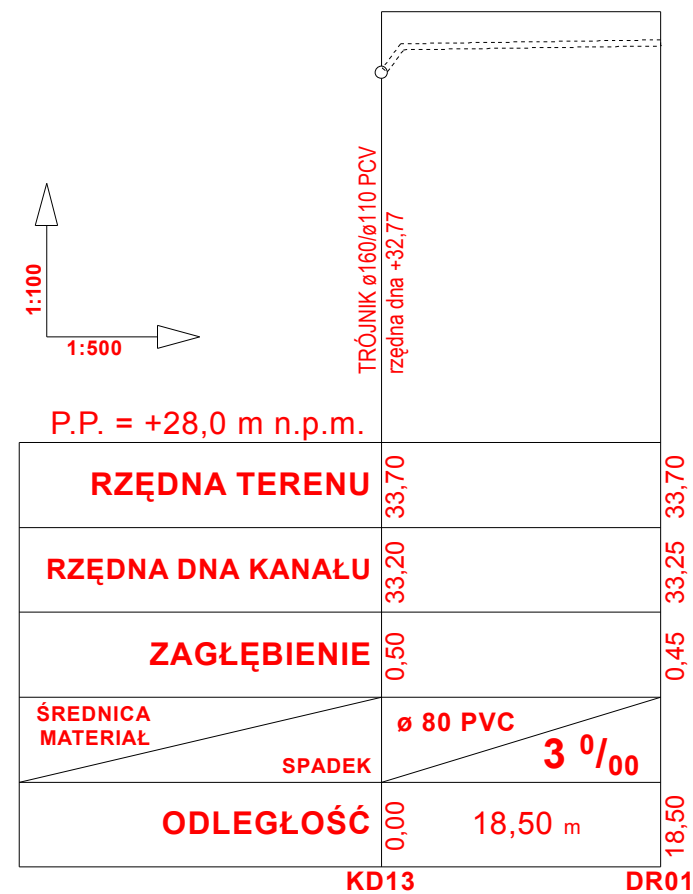 TRÓJNIK ø160/ø110 PCV
rzędna dna +32,77
1:100
1:500
P.P. = +28,0 m n.p.m.
RZĘDNA TERENU 33,70 33,70
RZĘDNA DNA KANAŁU 33,20 33,25
ZAGŁĘBIENIE 0,50 0,45
ŚREDNICA
MATERIAŁ
SPADEK
ø 80 PVC
3 0/00
ODLEGŁOŚĆ 0,00 18,50 m 18,50
KD13 DR01